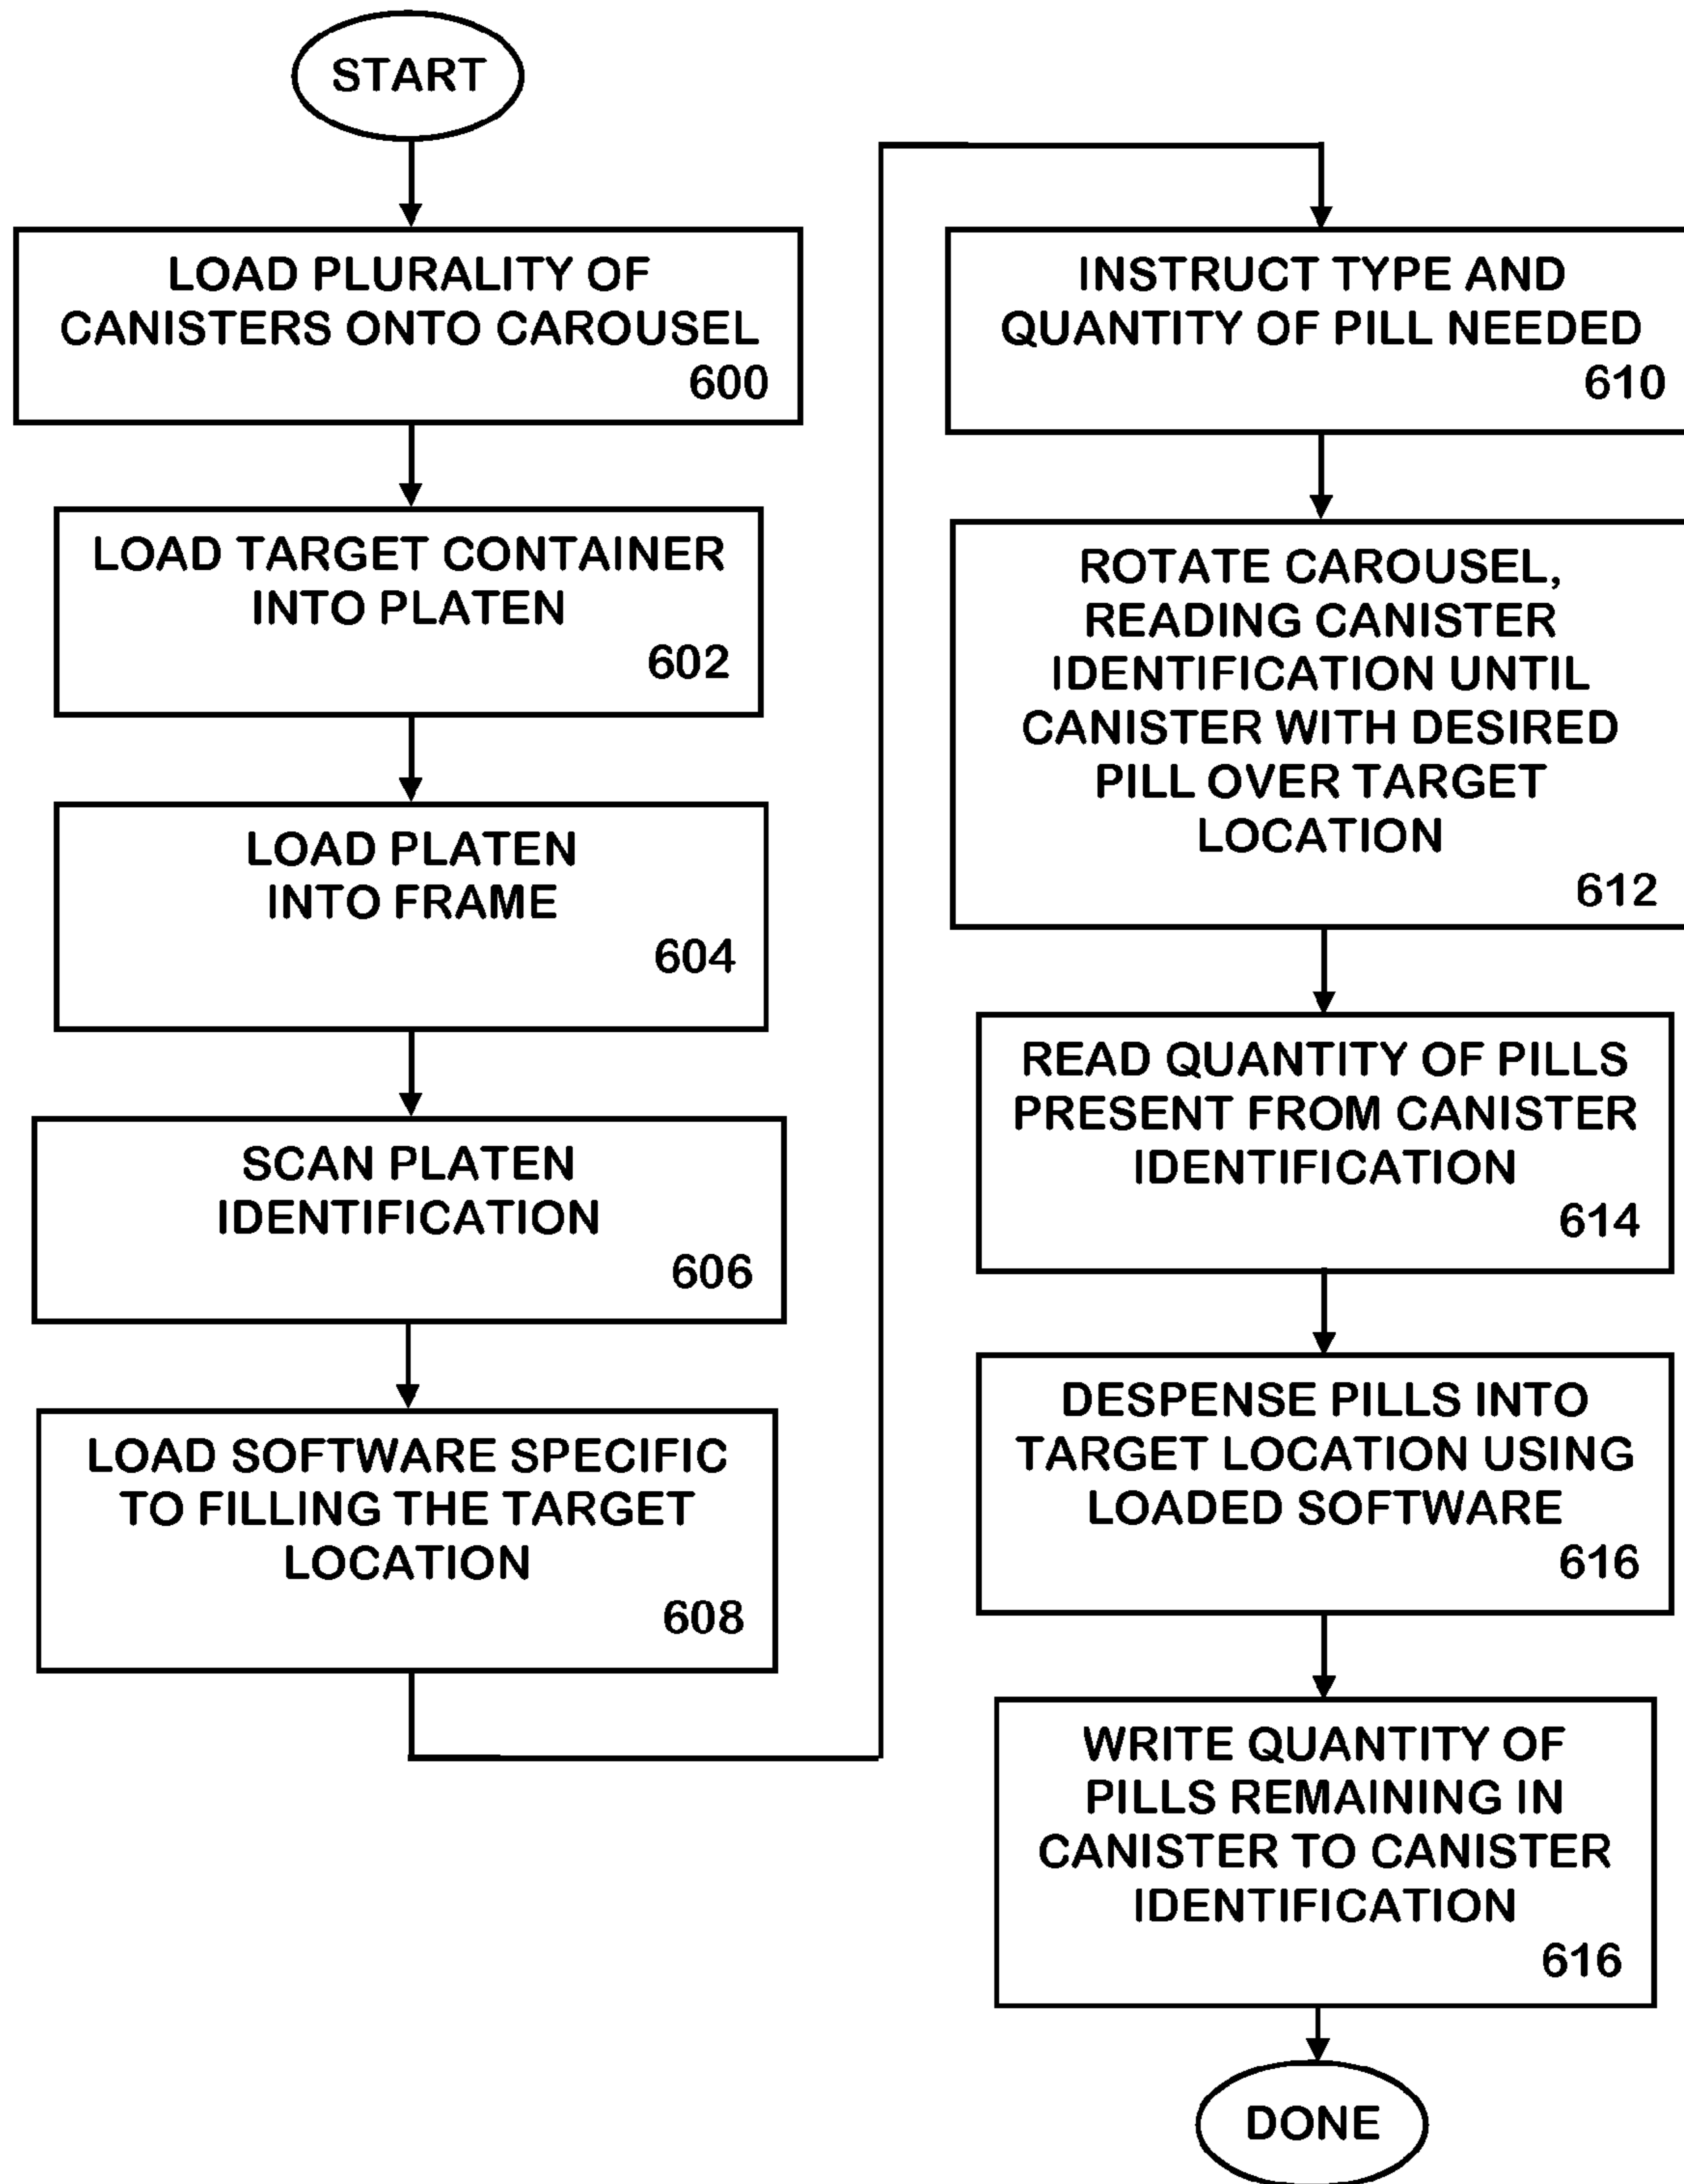 START
LOAD PLURALITY OF
CANISTERS ONTO CAROUSEL
600
LOAD TARGET CONTAINER
INTO PLATEN
602
LOAD PLATEN
INTO FRAME
604
SCAN PLATEN
IDENTIFICATION
606
LOAD SOFTWARE SPECIFIC
TO FILLING THE TARGET
LOCATION
608
INSTRUCT TYPE AND
QUANTITY OF PILL NEEDED
610
ROTATE CAROUSEL,
READING CANISTER
IDENTIFICATION UNTIL
CANISTER WITH DESIRED
PILL OVER TARGET
LOCATION
612
READ QUANTITY OF PILLS
PRESENT FROM CANISTER
IDENTIFICATION
614
DESPENSE PILLS INTO
TARGET LOCATION USING
LOADED SOFTWARE
616
WRITE QUANTITY OF
PILLS REMAINING IN
CANISTER TO CANISTER
IDENTIFICATION
616
DONE